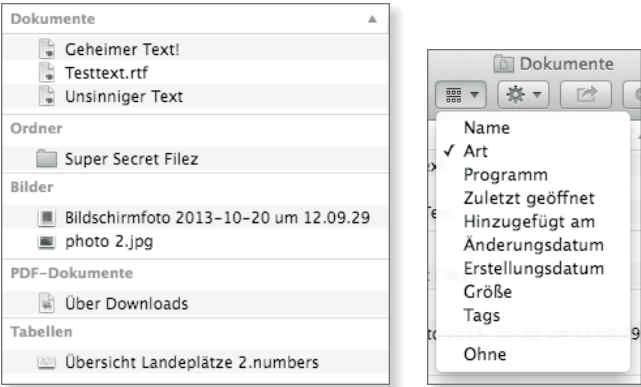 Dokumente
Geheimer Text!
Testtext.rtf
Unsinniger Text
Ordner
Super Secret Filez
Bilder
Bildschirmfoto 2013-10-20 um 12.09.29
photo 2.jpg
PDF-Dokumente
Über Downloads
Tabellen
Übersicht Landeplätze 2.numbers
Dokumente
Name
✓ Art
Programm
Zuletzt geöffnet
Hinzugefügt am
Änderungsdatum
Erstellungsdatum
Größe
Tags
Ohne